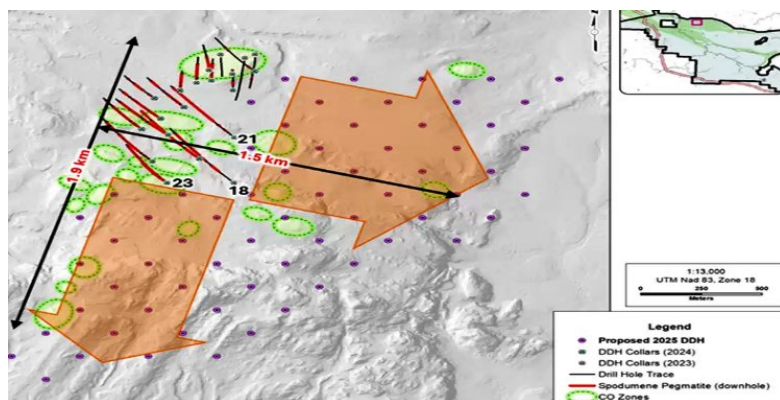 21
1.5 km
1.9 km
23
18
1:13,000
UTM Nad 83, Zone 18
0
250
500
Meters
Legend
Proposed 2025 DDH
DDH Collars (2024)
DDH Collars (2023)
Drill Hole Trace
Spodumene Pegmatite (downhole)
CO Zones